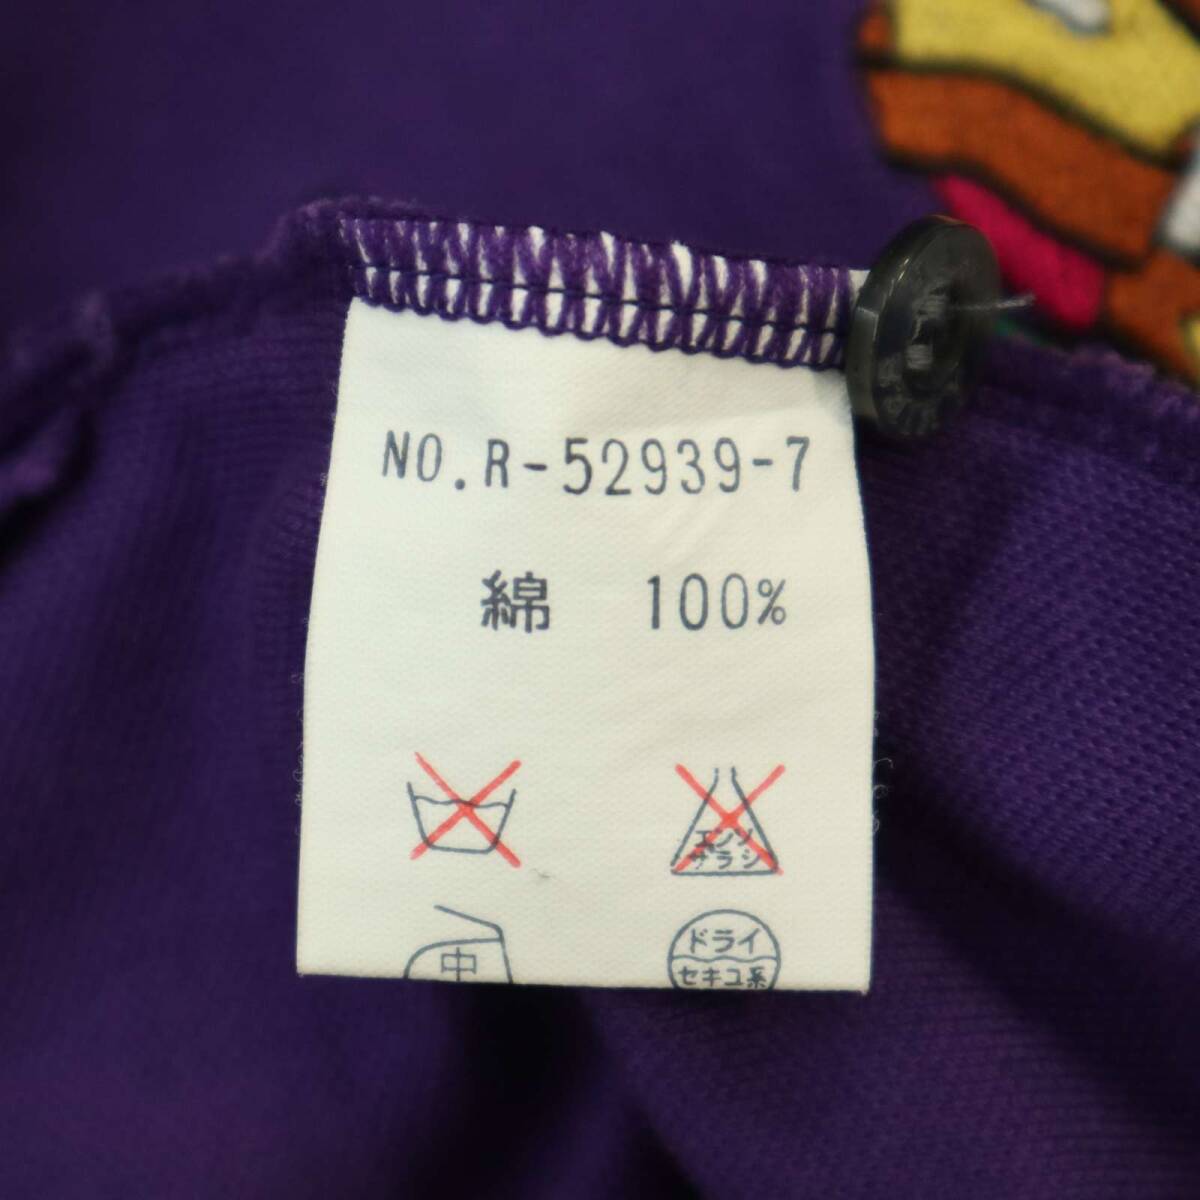 NO.R-52939-7
綿 100%
エンソ
サラシ
中
ドライ
セキユ系